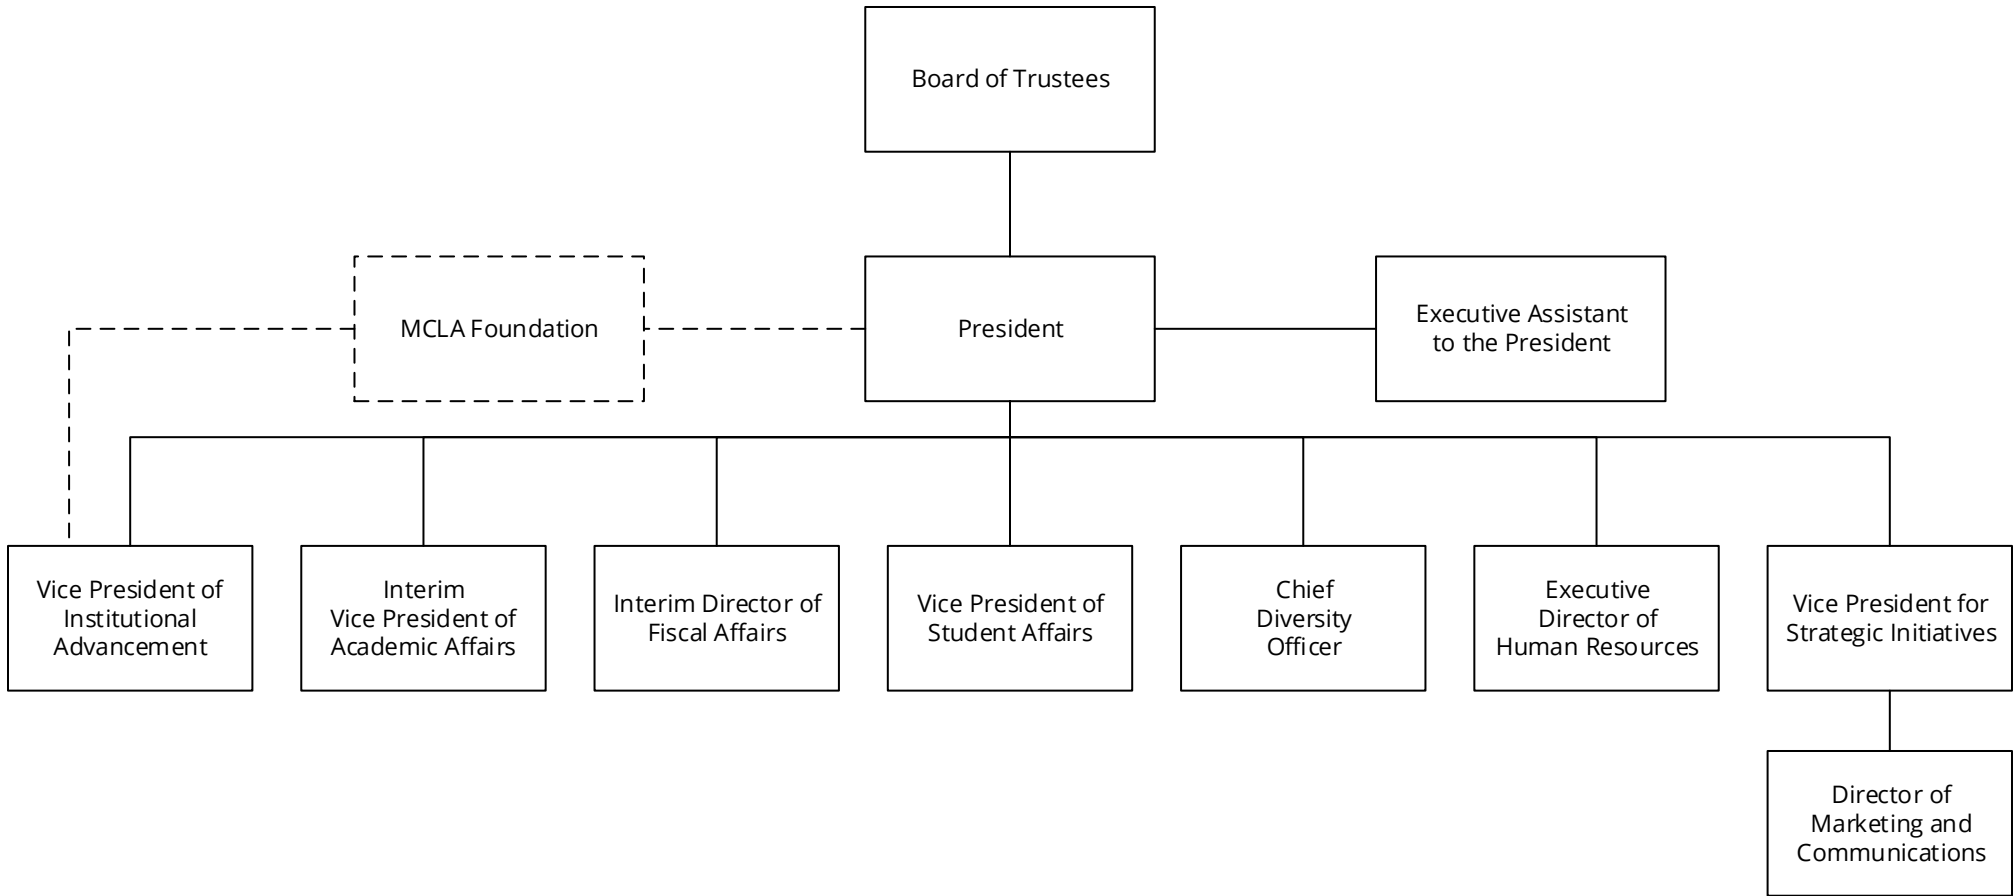 Board of Trustees
MCLA Foundation
President
Executive Assistant
to the President
Vice President of
Institutional
Advancement
Interim
Vice President of
Academic Affairs
Interim Director of
Fiscal Affairs
Vice President of
Student Affairs
Chief
Diversity
Officer
Executive
Director of
Human Resources
Vice President for
Strategic Initiatives
Director of
Marketing and
Communications